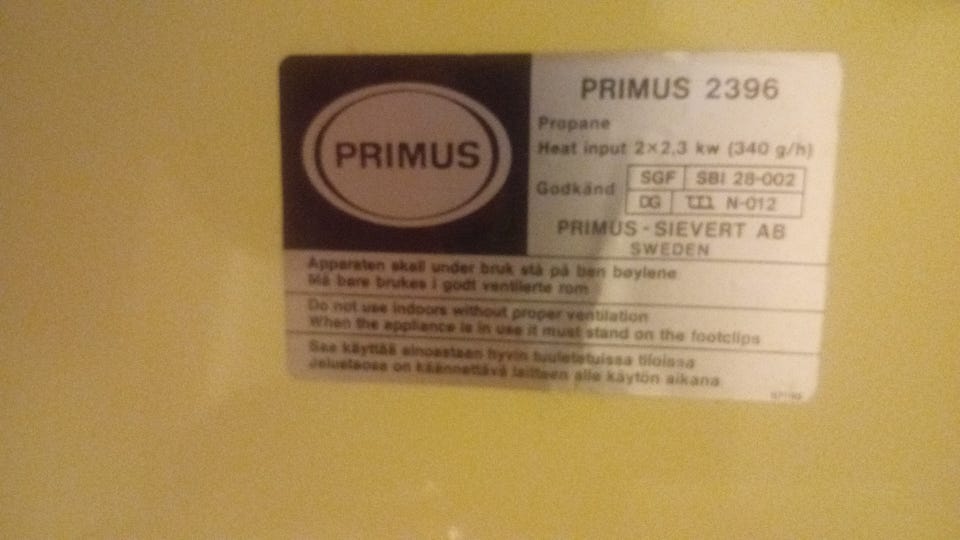 PRIMUS
PRIMUS 2396
Propane
Heat input 2×2,3 kw (340 g/h)
Godkänd SGF SBI 28-002
DG N-012
PRIMUS - SIEVERT AB
SWEDEN
Apparaten skall under bruk stå på ben bøylene
Må bare brukes i godt ventilerte rom
Do not use indoors without proper ventilation
When the appliance is in use it must stand on the footclips
Saa käyttää ainoastaan hyvin tuuletetuissa tiloissa
Jalustaosa on käännettävä laitteen alle käytön aikana